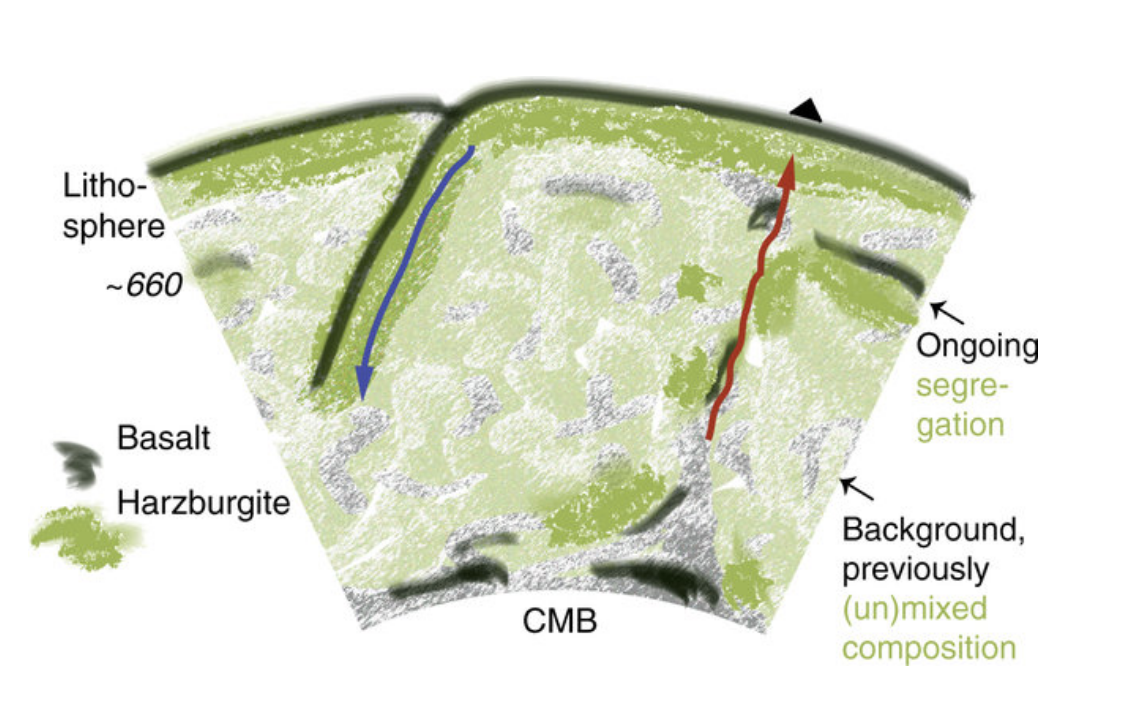 Litho-
sphere
~660
Basalt
Harzburgite
CMB
Ongoing
segre-
gation
Background,
previously
(un)mixed
composition